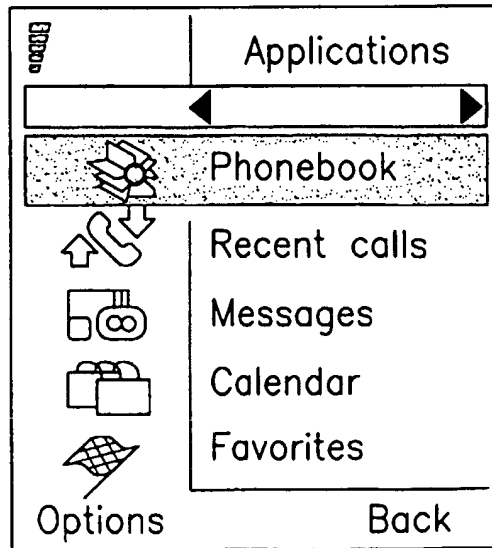 Applications
Phonebook
Recent calls
Messages
Calendar
Favorites
Options Back